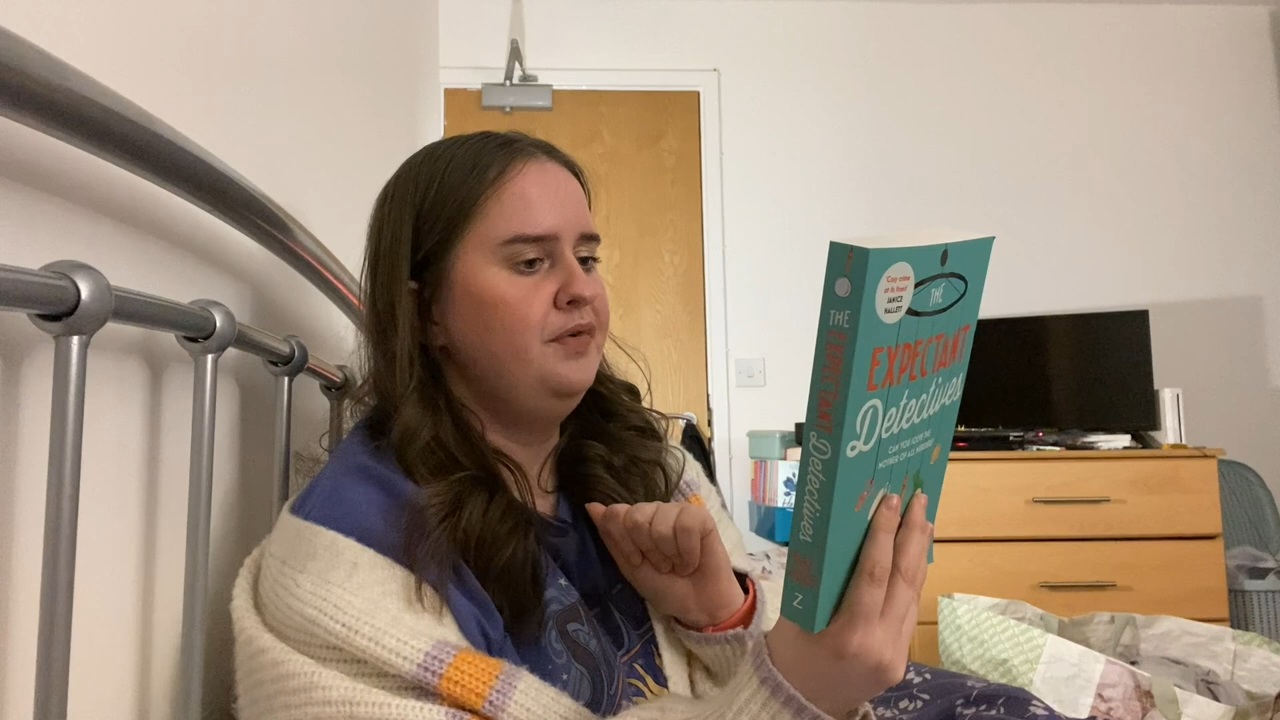 'Cosy crime
at its finest'
JANICE
HALLETT
THE
EXPECTANT
Detectives
CAN YOU SOLVE THE
MOTHER OF ALL MURDERS?
THE EXPECTANT Detectives
Z